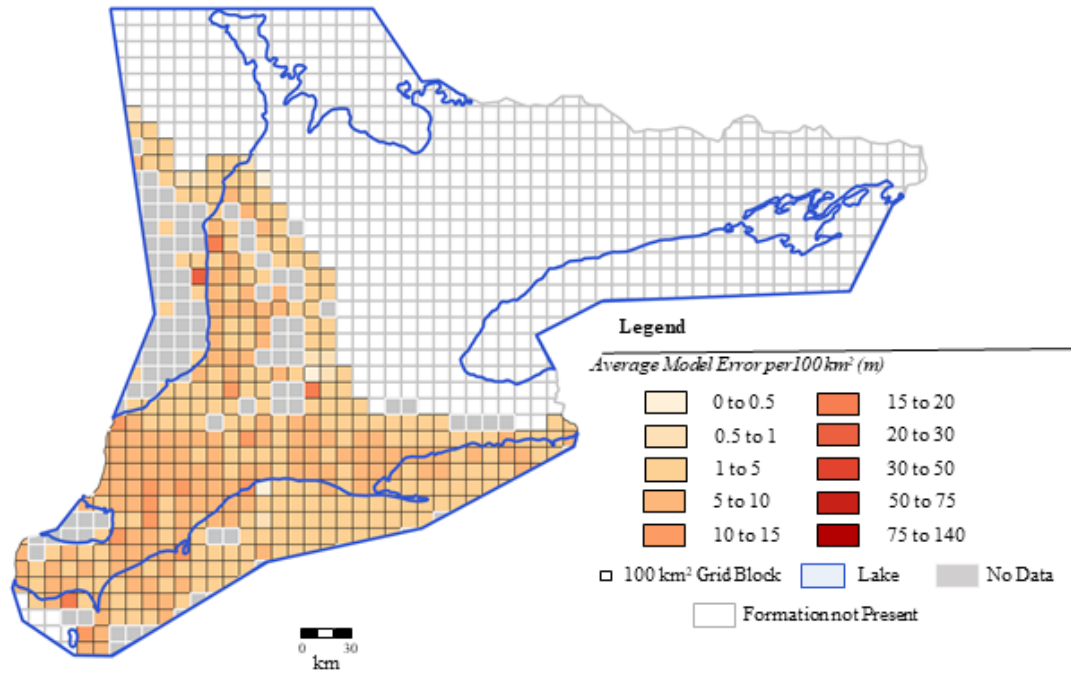 Legend
Average Model Error per100 km² (m)
0 to 0.5
15 to 20
0.5 to 1
20 to 30
1 to 5
30 to 50
5 to 10
50 to 75
10 to 15
75 to 140
100 km² Grid Block
Lake
No Data
Formation not Present
0 30
km